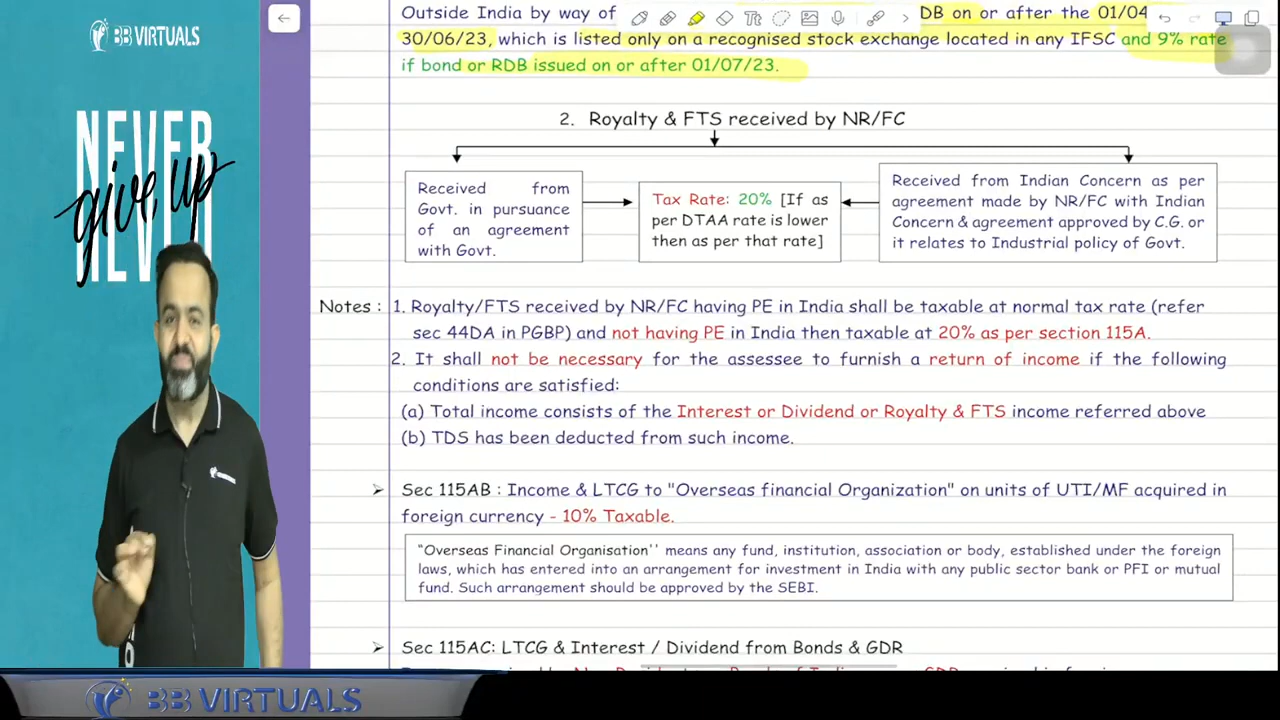 BB VIRTUALS
NEVER
give up
NEVER
Outside India by way of DB on or after the 01/04
30/06/23, which is listed only on a recognised stock exchange located in any IFSC and 9% rate
if bond or RDB issued on or after 01/07/23.
2. Royalty & FTS received by NR/FC
Received from
Govt. in pursuance
of an agreement
with Govt.
Tax Rate: 20% [If as
per DTAA rate is lower
then as per that rate]
Received from Indian Concern as per
agreement made by NR/FC with Indian
Concern & agreement approved by C.G. or
it relates to Industrial policy of Govt.
Notes : 1. Royalty/FTS received by NR/FC having PE in India shall be taxable at normal tax rate (refer
sec 44DA in PGBP) and not having PE in India then taxable at 20% as per section 115A.
2. It shall not be necessary for the assessee to furnish a return of income if the following
conditions are satisfied:
(a) Total income consists of the Interest or Dividend or Royalty & FTS income referred above
(b) TDS has been deducted from such income.
➢ Sec 115AB : Income & LTCG to "Overseas financial Organization" on units of UTI/MF acquired in
foreign currency - 10% Taxable.
“Overseas Financial Organisation'' means any fund, institution, association or body, established under the foreign
laws, which has entered into an arrangement for investment in India with any public sector bank or PFI or mutual
fund. Such arrangement should be approved by the SEBI.
➢ Sec 115AC: LTCG & Interest / Dividend from Bonds & GDR
BB VIRTUALS